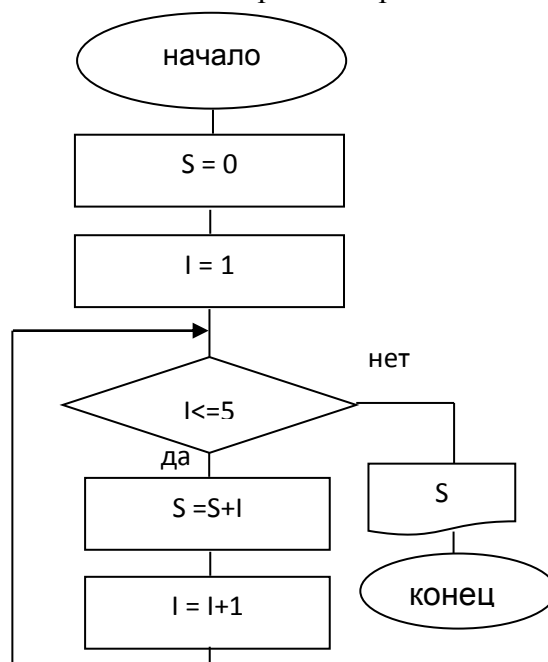 начало
S = 0
I = 1
нет
I<=5
да
S =S+I
S
I = I+1
конец